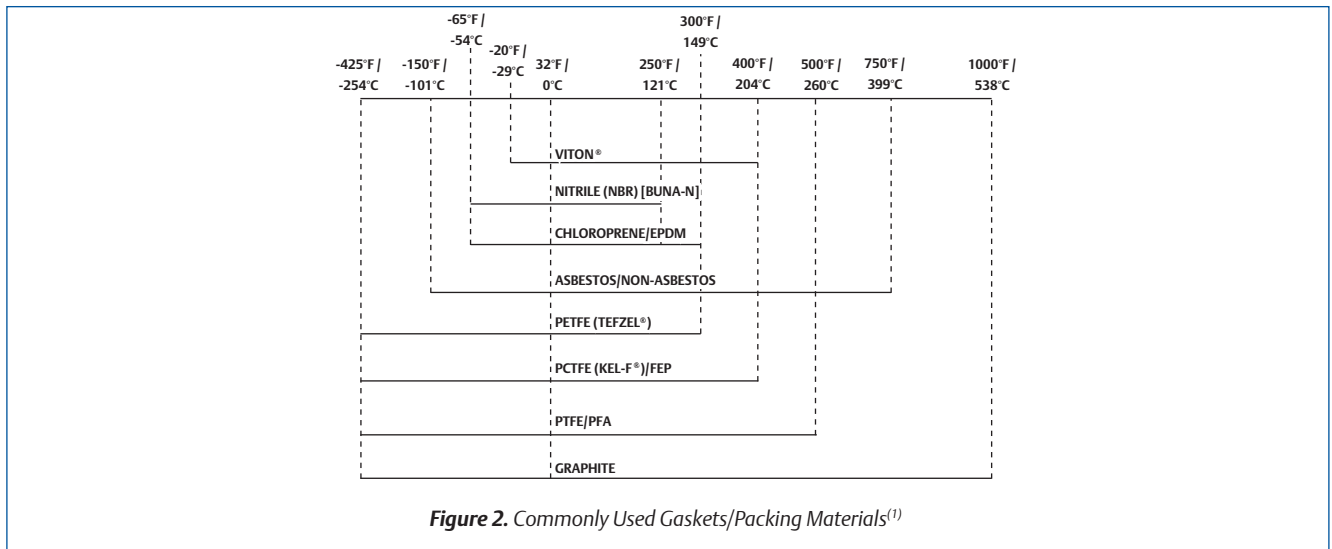 -65°F /
-54°C
300°F /
149°C
-20°F /
-29°C
-425°F /
-254°C
-150°F /
-101°C
32°F /
0°C
250°F /
121°C
400°F /
204°C
500°F /
260°C
750°F /
399°C
1000°F /
538°C
VITON®
NITRILE (NBR) [BUNA-N]
CHLOROPRENE/EPDM
ASBESTOS/NON-ASBESTOS
PETFE (TEFZEL®)
PCTFE (KEL-F®)/FEP
PTFE/PFA
GRAPHITE
Figure 2. Commonly Used Gaskets/Packing Materials(1)